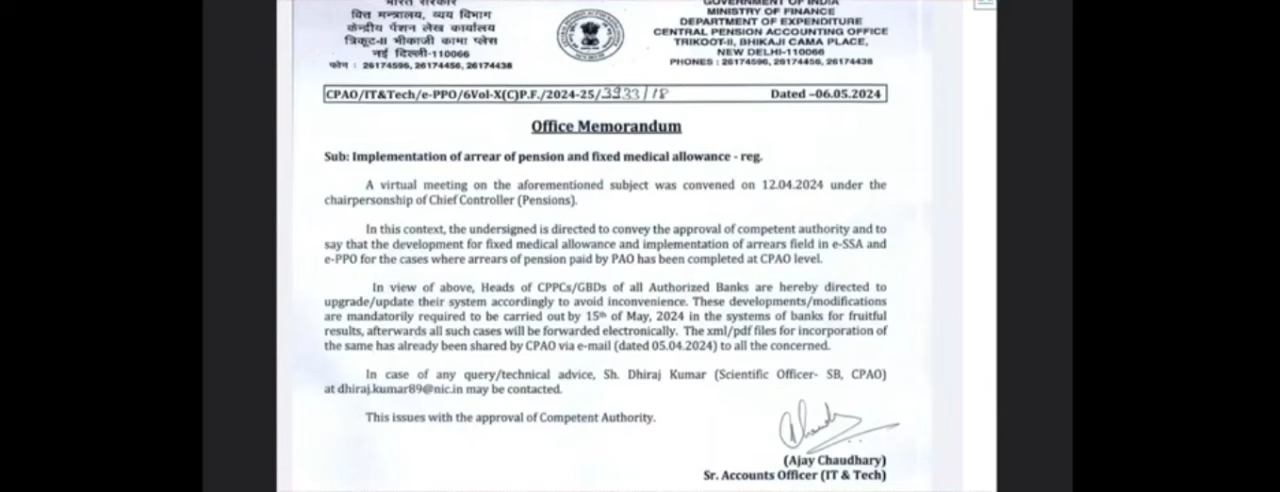 भारत सरकार
वित्त मन्त्रालय, व्यय विभाग
केन्द्रीय पेंशन लेख कार्यालय
त्रिकूट-II भीकाजी कामा प्लेस
नई दिल्ली-110066
फोन : 26174596, 26174456, 26174438
GOVERNMENT OF INDIA
MINISTRY OF FINANCE
DEPARTMENT OF EXPENDITURE
CENTRAL PENSION ACCOUNTING OFFICE
TRIKOOT-II, BHIKAJI CAMA PLACE,
NEW DELHI-110066
PHONES : 26174596, 26174456, 26174438
CPAO/IT&Tech/e-PPO/6Vol-X(C)P.F./2024-25/3933/18 Dated –06.05.2024
Office Memorandum
Sub: Implementation of arrear of pension and fixed medical allowance - reg.
A virtual meeting on the aforementioned subject was convened on 12.04.2024 under the
chairpersonship of Chief Controller (Pensions).
In this context, the undersigned is directed to convey the approval of competent authority and to
say that the development for fixed medical allowance and implementation of arrears field in e-SSA and
e-PPO for the cases where arrears of pension paid by PAO has been completed at CPAO level.
In view of above, Heads of CPPCs/GBDs of all Authorized Banks are hereby directed to
upgrade/update their system accordingly to avoid inconvenience. These developments/modifications
are mandatorily required to be carried out by 15th of May, 2024 in the systems of banks for fruitful
results, afterwards all such cases will be forwarded electronically. The xml/pdf files for incorporation of
the same has already been shared by CPAO via e-mail (dated 05.04.2024) to all the concerned.
In case of any query/technical advice, Sh. Dhiraj Kumar (Scientific Officer- SB, CPAO)
at dhiraj.kumar89@nic.in may be contacted.
This issues with the approval of Competent Authority.
(Ajay Chaudhary)
Sr. Accounts Officer (IT & Tech)